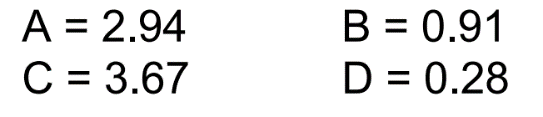 A = 2.94 B = 0.91
C = 3.67 D = 0.28